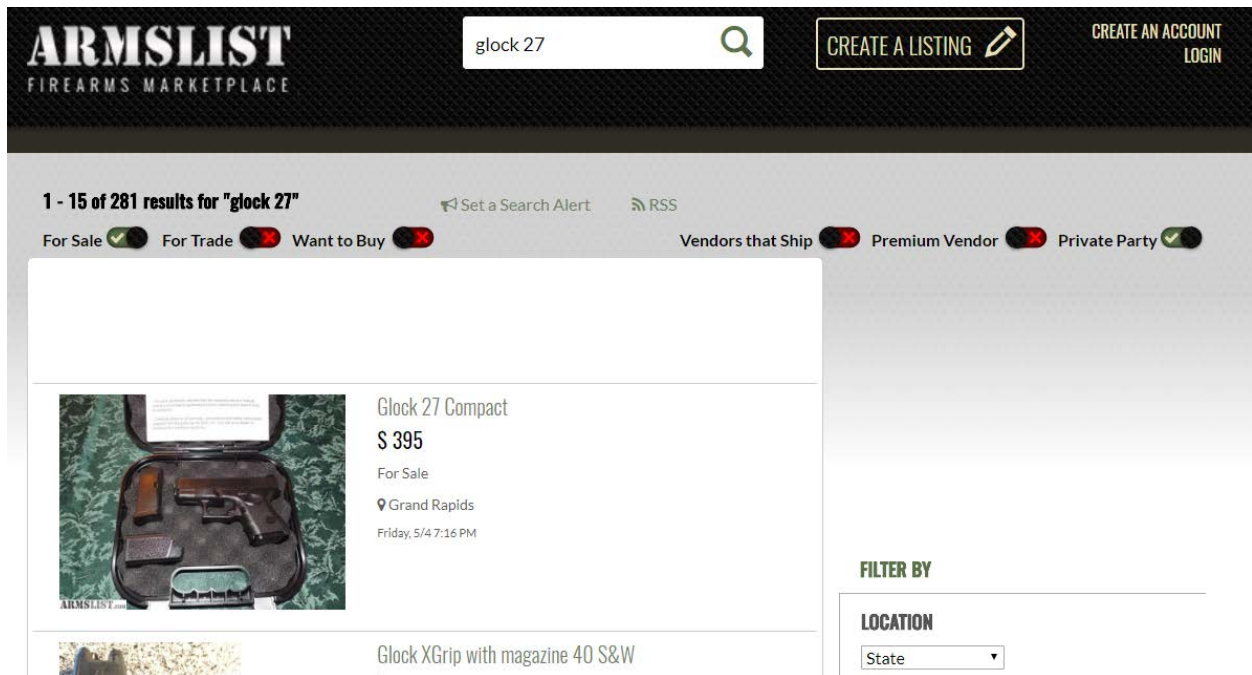 ARMSLIST
FIREARMS MARKETPLACE
glock 27
CREATE A LISTING
CREATE AN ACCOUNT
LOGIN
1 - 15 of 281 results for "glock 27"
Set a Search Alert
RSS
For Sale
For Trade
Want to Buy
Vendors that Ship
Premium Vendor
Private Party
Glock 27 Compact
$ 395
For Sale
Grand Rapids
Friday, 5/4 7:16 PM
ARMSLIST.com
FILTER BY
LOCATION
State
Glock XGrip with magazine 40 S&W